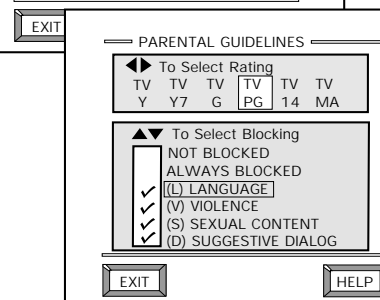 EXIT
PARENTAL GUIDELINES
To Select Rating
TV TV TV TV TV TV
Y Y7 G PG 14 MA
To Select Blocking
NOT BLOCKED
ALWAYS BLOCKED
(L) LANGUAGE
(V) VIOLENCE
(S) SEXUAL CONTENT
(D) SUGGESTIVE DIALOG
EXIT HELP